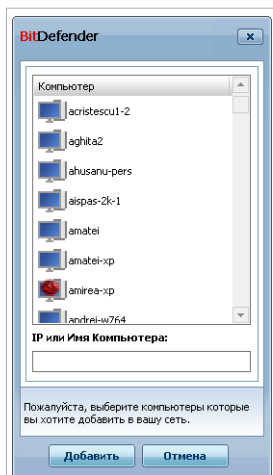 BitDefender
Компьютер
acristescu1-2
aghita2
ahusanu-pers
aispas-2k-1
amatei
amatei-xp
amirea-xp
andrei-w764
IP или Имя Компьютера:
Пожалуйста, выберите компьютеры которые
вы хотите добавить в вашу сеть.
Добавить Отмена